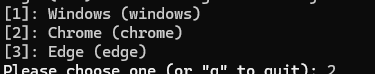 [1]: Windows (windows)
[2]: Chrome (chrome)
[3]: Edge (edge)
Please choose one (or "q" to quit): 2